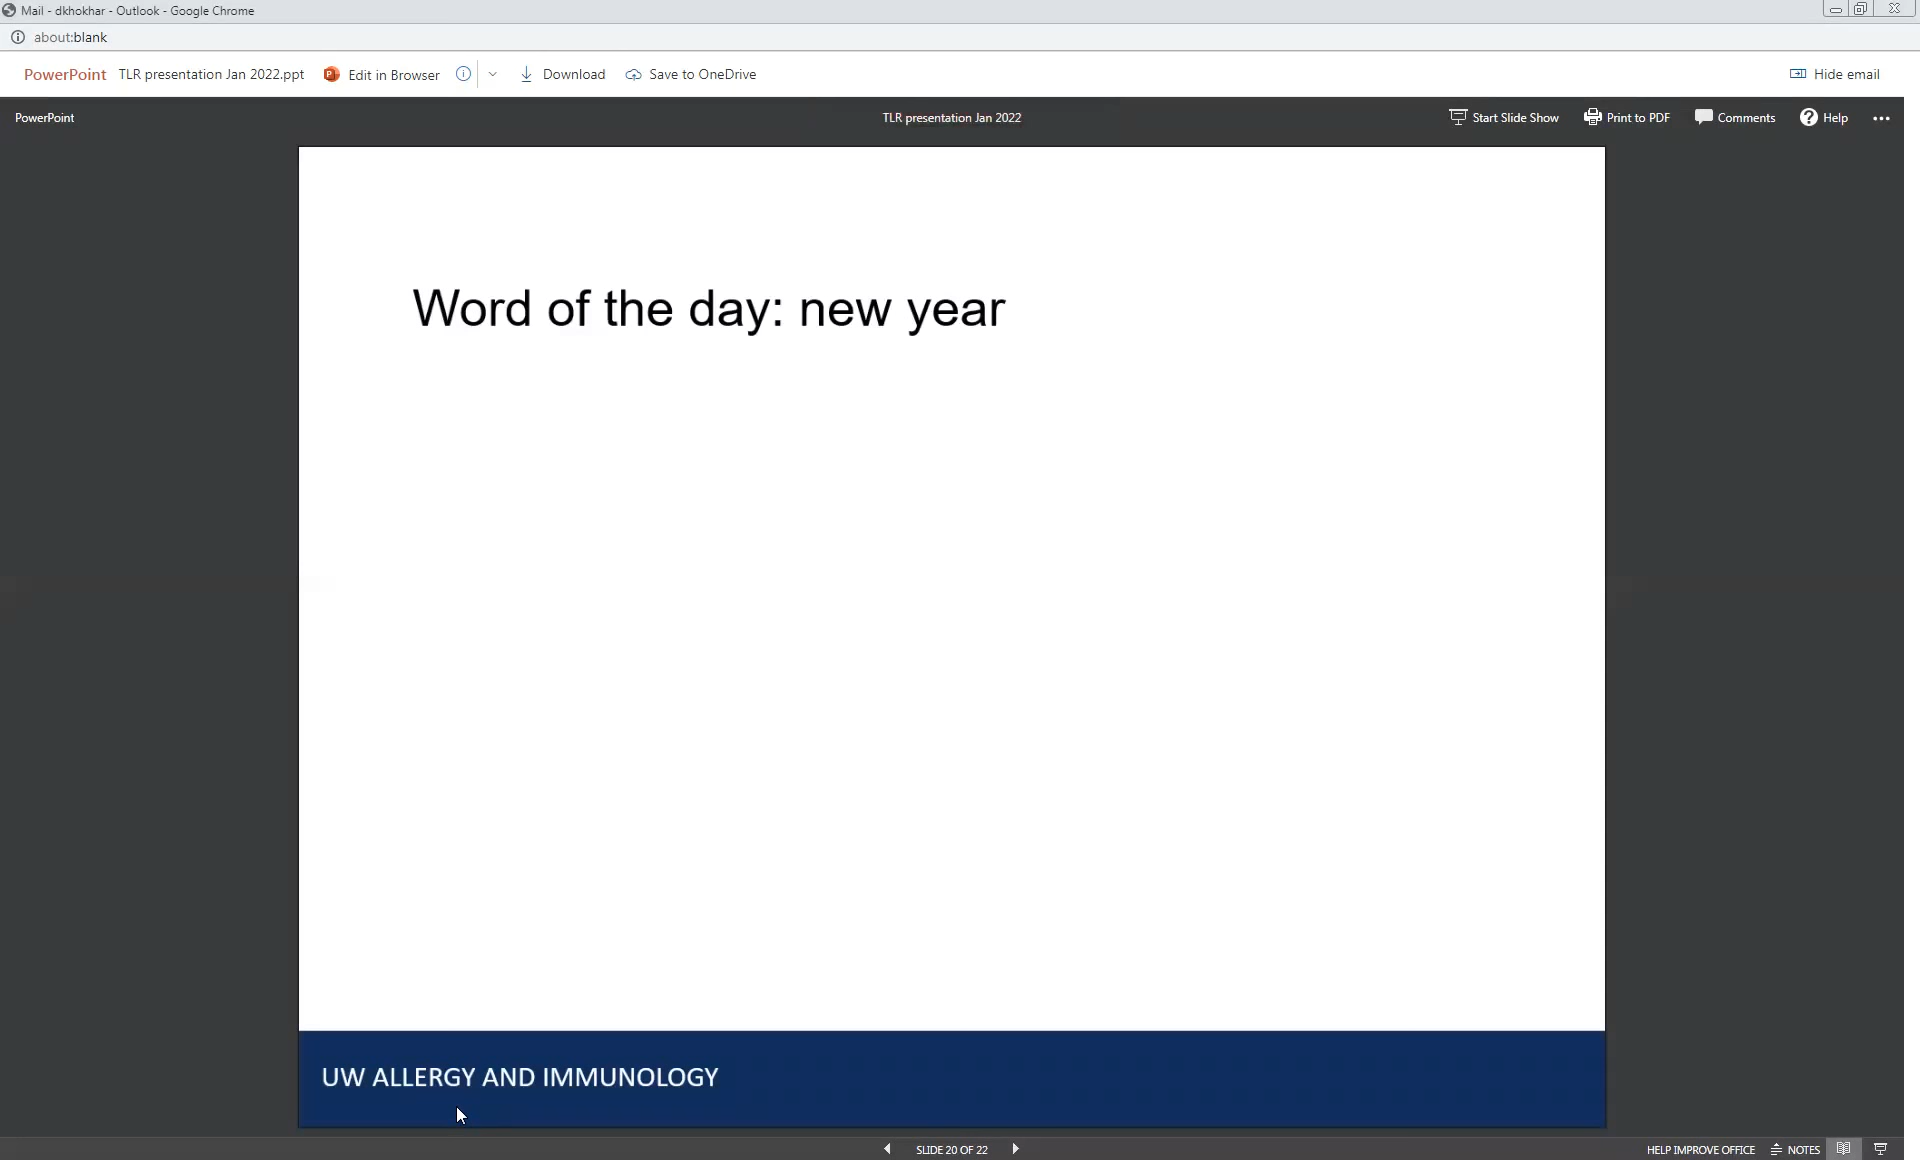 Mail - dkhokhar - Outlook - Google Chrome
about:blank
PowerPoint TLR presentation Jan 2022.ppt Edit in Browser Download Save to OneDrive Hide email
PowerPoint TLR presentation Jan 2022 Start Slide Show Print to PDF Comments Help
Word of the day: new year
UW ALLERGY AND IMMUNOLOGY
SLIDE 20 OF 22 HELP IMPROVE OFFICE NOTES